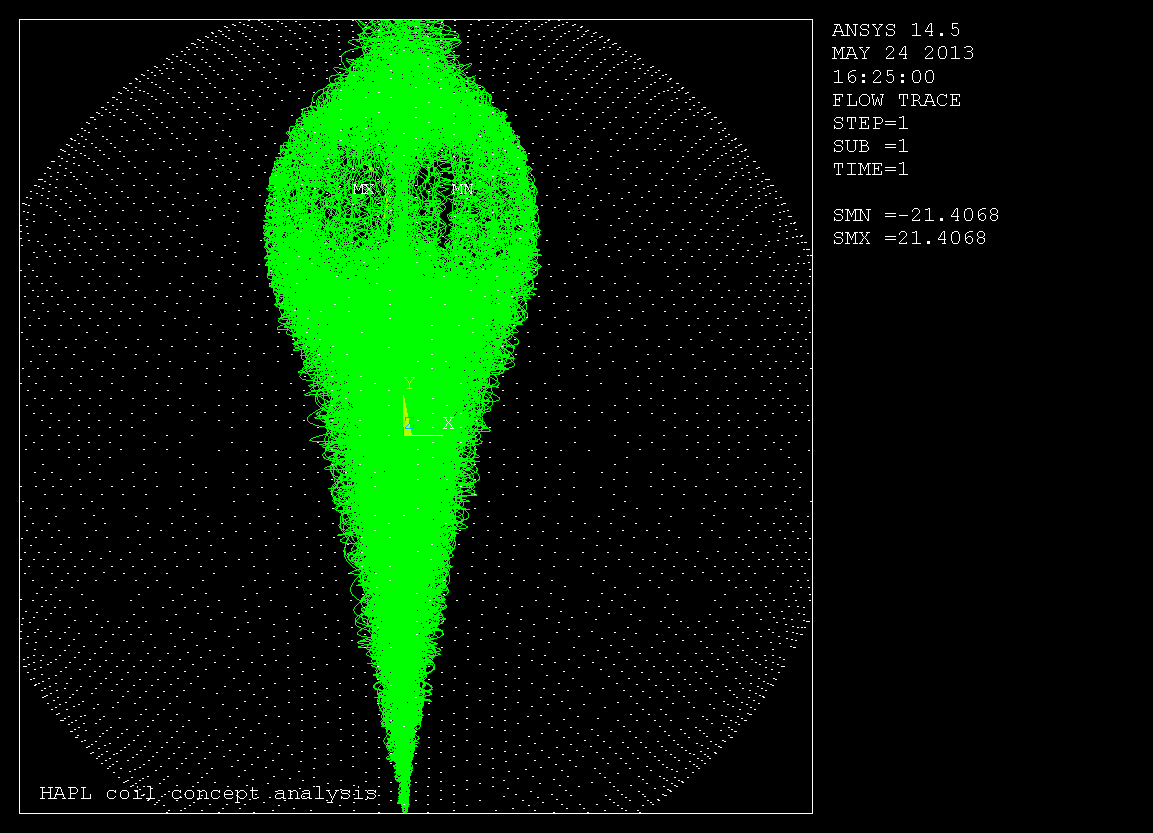 ANSYS 14.5
MAY 24 2013
16:25:00
FLOW TRACE
STEP=1
SUB =1
TIME=1
SMN =-21.4068
SMX =21.4068
MX MN
Y
Z X
HAPL coil concept analysis